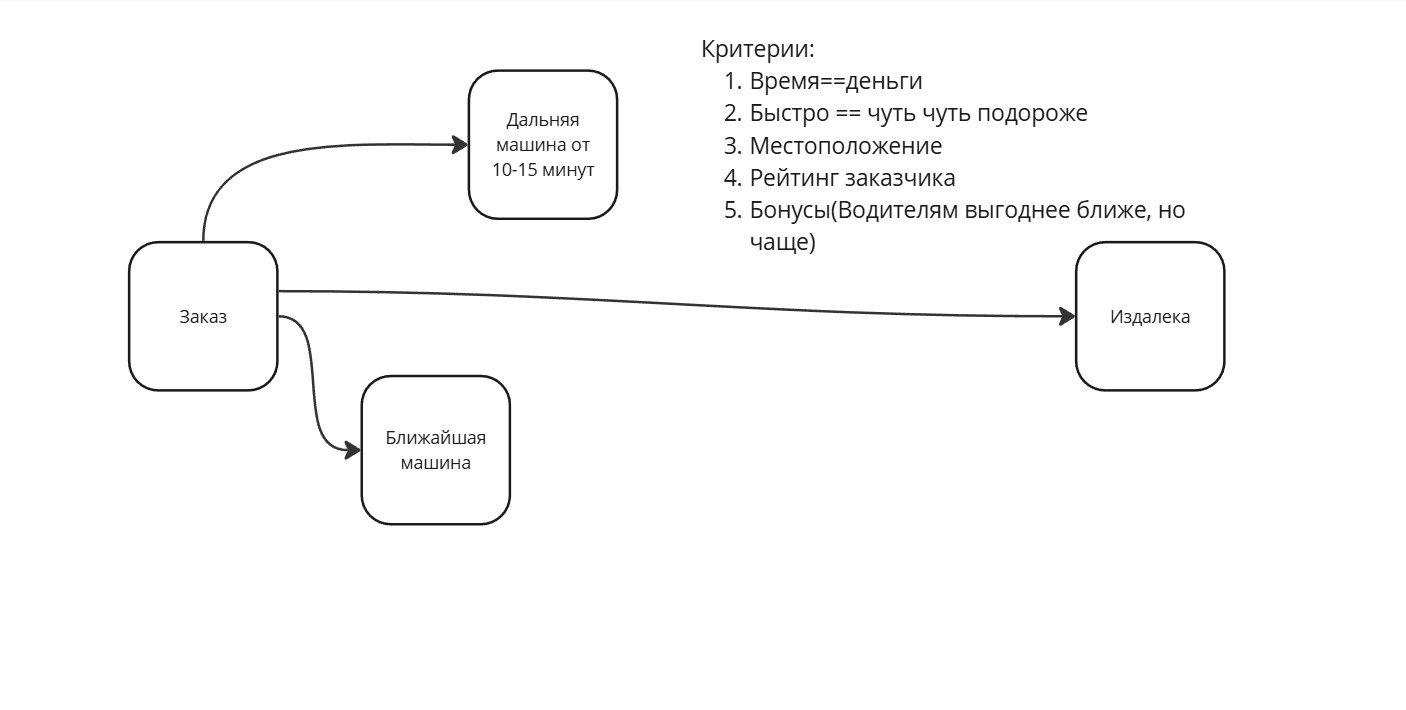 Критерии:
1. Время==деньги
2. Быстро == чуть чуть подороже
3. Местоположение
4. Рейтинг заказчика
5. Бонусы(Водителям выгоднее ближе, но
чаще)
Дальняя
машина от
10-15 минут
Заказ
Издалека
Ближайшая
машина